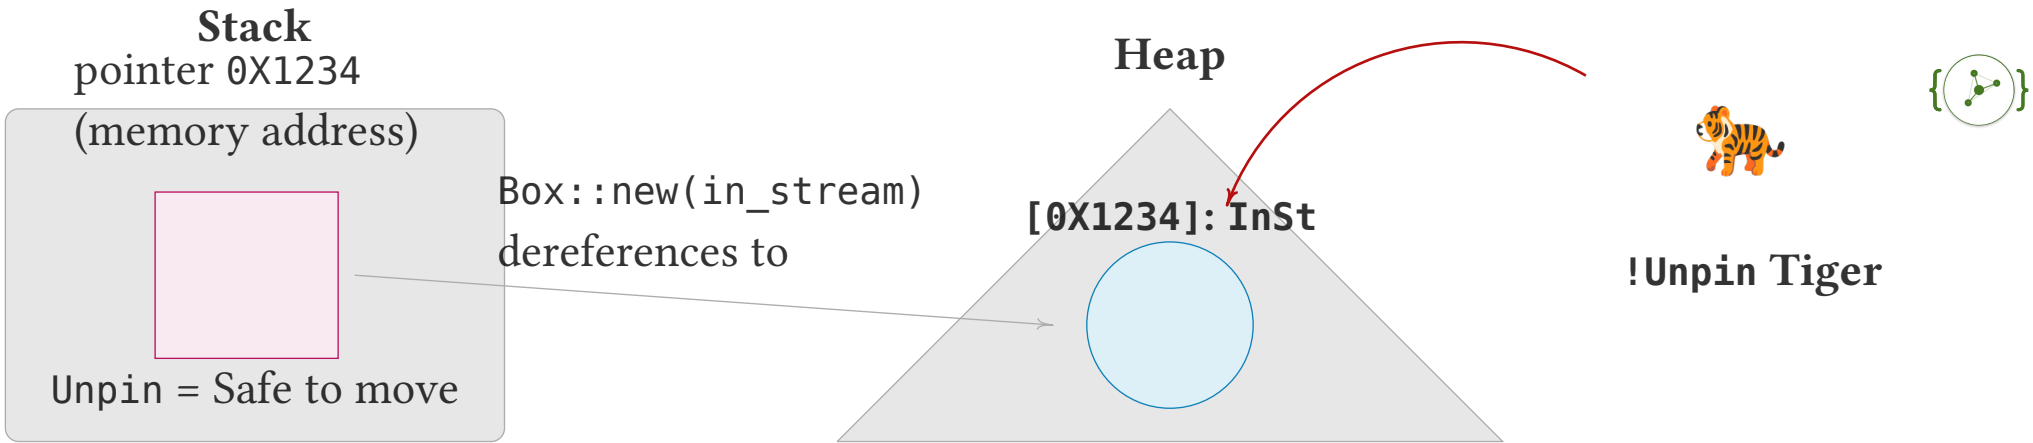 Stack
pointer 0X1234
(memory address)
Unpin = Safe to move
Box::new(in_stream)
dereferences to
Heap
[0X1234]: InSt
!Unpin Tiger